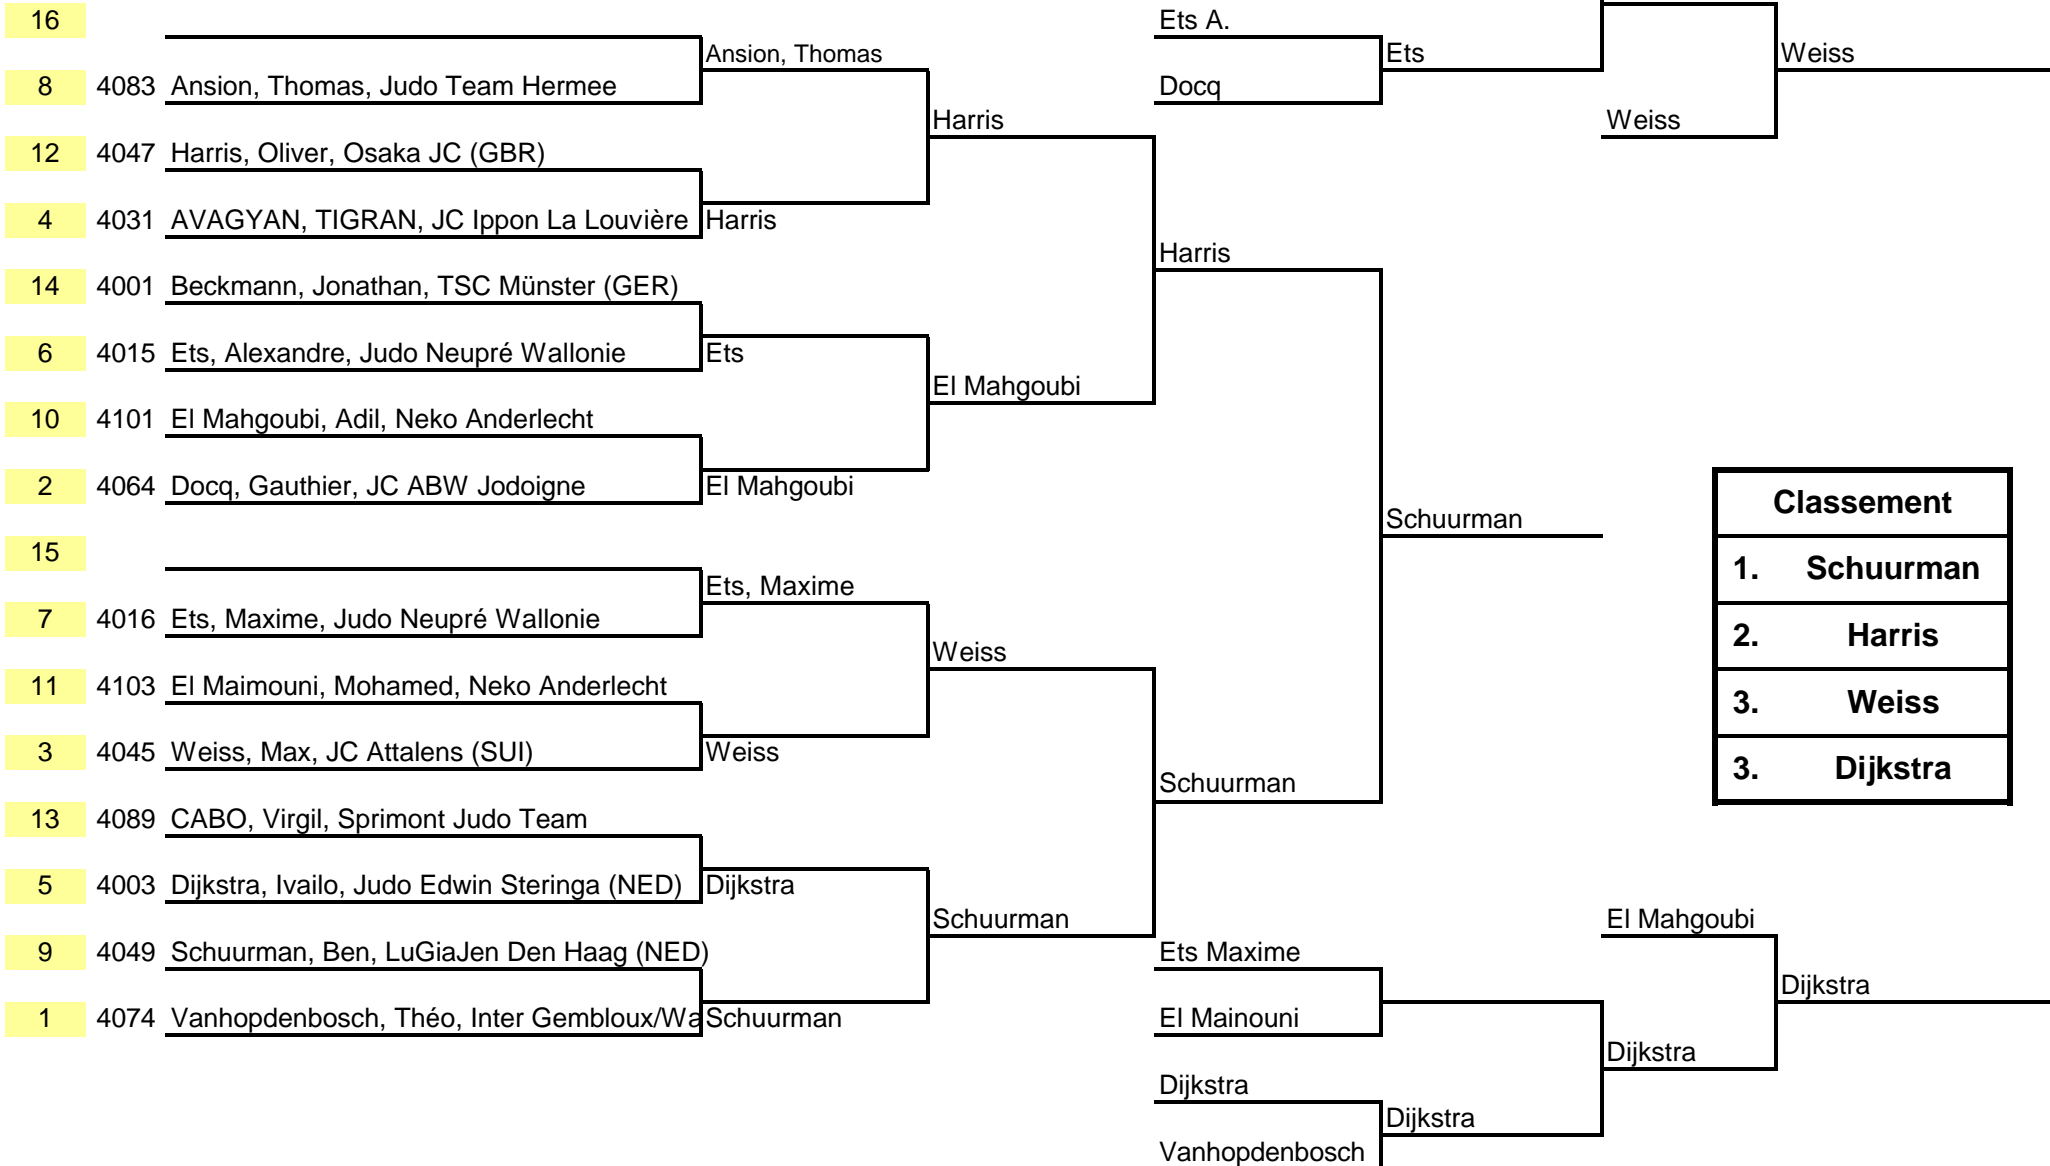 16
Ets A.
Ansion, Thomas
Ets
Weiss
8 4083 Ansion, Thomas, Judo Team Hermee
Docq
Harris
Weiss
12 4047 Harris, Oliver, Osaka JC (GBR)
4 4031 AVAGYAN, TIGRAN, JC Ippon La Louvière
Harris
Harris
14 4001 Beckmann, Jonathan, TSC Münster (GER)
6 4015 Ets, Alexandre, Judo Neupré Wallonie
Ets
El Mahgoubi
10 4101 El Mahgoubi, Adil, Neko Anderlecht
2 4064 Docq, Gauthier, JC ABW Jodoigne
El Mahgoubi
Classement
Schuurman
15
1. Schuurman
Ets, Maxime
7 4016 Ets, Maxime, Judo Neupré Wallonie
2. Harris
Weiss
11 4103 El Maimouni, Mohamed, Neko Anderlecht
3. Weiss
3 4045 Weiss, Max, JC Attalens (SUI)
Weiss
3. Dijkstra
Schuurman
13 4089 CABO, Virgil, Sprimont Judo Team
5 4003 Dijkstra, Ivailo, Judo Edwin Steringa (NED)
Dijkstra
Schuurman
El Mahgoubi
9 4049 Schuurman, Ben, LuGiaJen Den Haag (NED)
Ets Maxime
Dijkstra
1 4074 Vanhopdenbosch, Théo, Inter Gembloux/Wa
Schuurman
El Mainouni
Dijkstra
Dijkstra
Dijkstra
Vanhopdenbosch